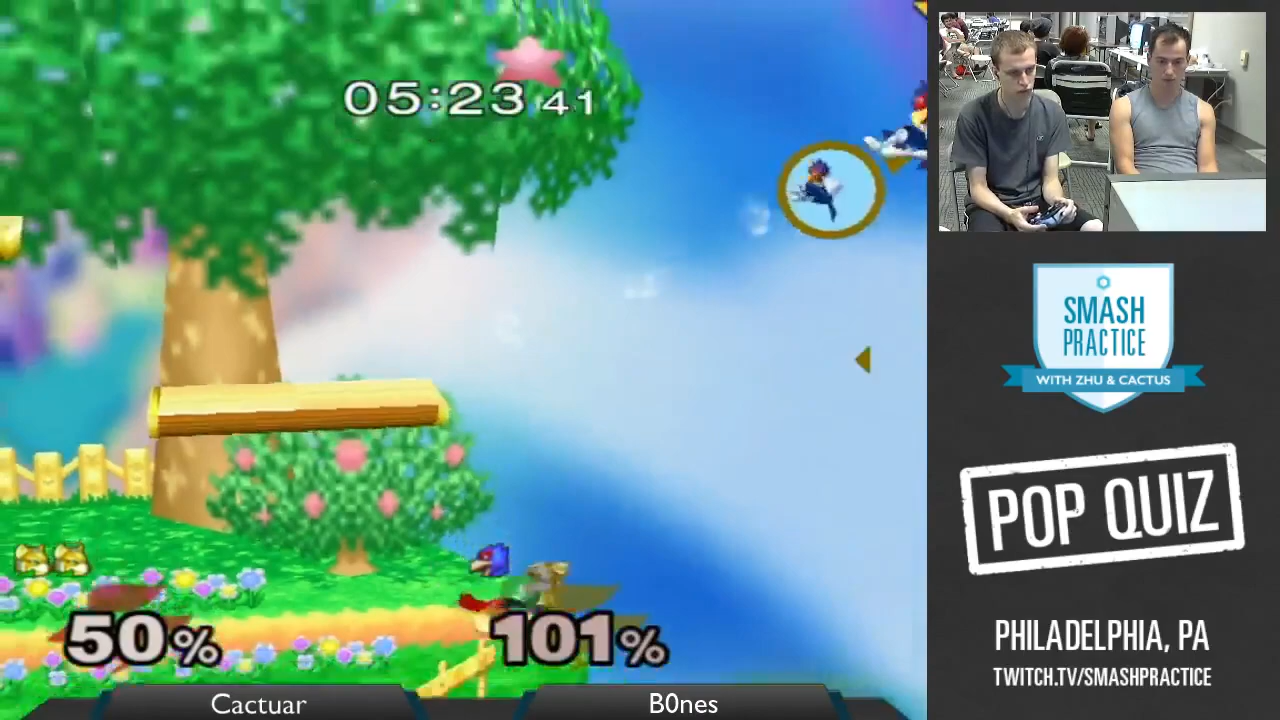 05:23 41
SMASH
PRACTICE
WITH ZHU & CACTUS
POP QUIZ
50% 101%
PHILADELPHIA, PA
TWITCH.TV/SMASHPRACTICE
Cactuar B0nes